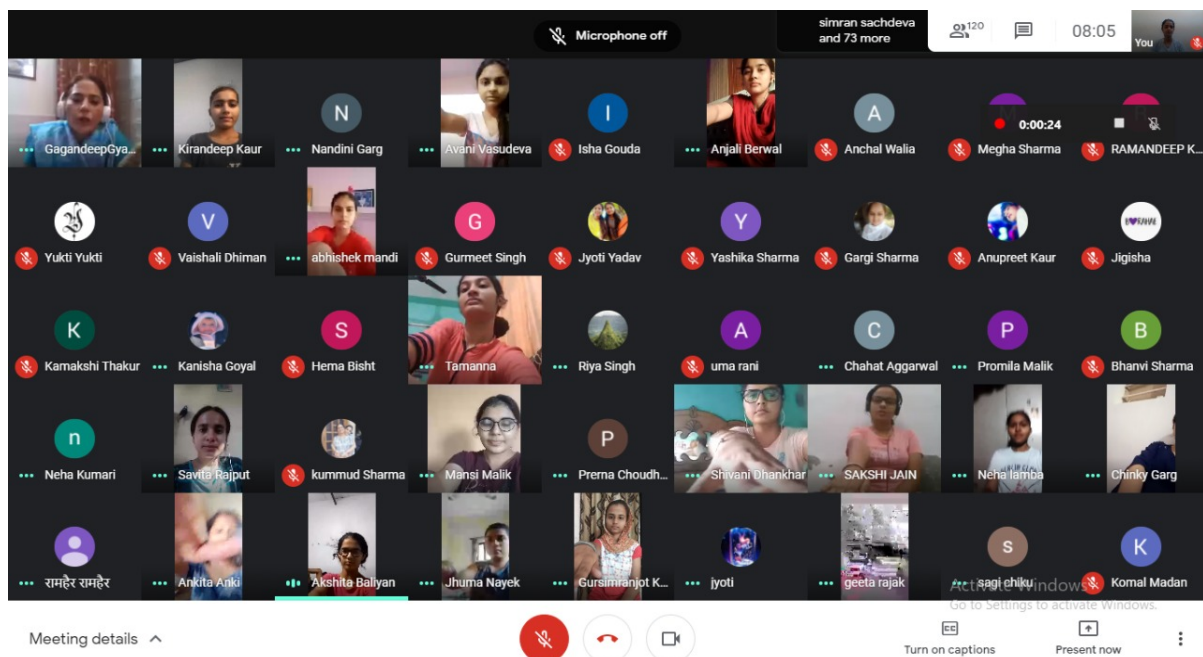 Microphone off
simran sachdeva
and 73 more
120
08:05
You
N
I
A
0:00:24
GagandeepGya...
Kirandeep Kaur
Nandini Garg
Avani Vasudeva
Isha Gouda
Anjali Berwal
Anchal Walia
Megha Sharma
RAMANDEEP K...
V
G
Y
Yukti Yukti
Vaishali Dhiman
abhishek mandi
Gurmeet Singh
Jyoti Yadav
Yashika Sharma
Gargi Sharma
Anupreet Kaur
Jigisha
K
S
A
C
P
B
Kamakshi Thakur
Kanisha Goyal
Hema Bisht
Tamanna
Riya Singh
uma rani
Chahat Aggarwal
Promila Malik
Bhanvi Sharma
n
P
Neha Kumari
Savita Rajput
kummud Sharma
Mansi Malik
Prerna Choudh...
Shivani Dhankhar
SAKSHI JAIN
Neha lamba
Chinky Garg
s
K
रामहैर रामहैर
Ankita Anki
Akshita Baliyan
Jhuma Nayek
Gursimranjot K...
jyoti
geeta rajak
sagi chiku
Komal Madan
Activate Windows
Go to Settings to activate Windows.
Meeting details
CC
Turn on captions
Present now